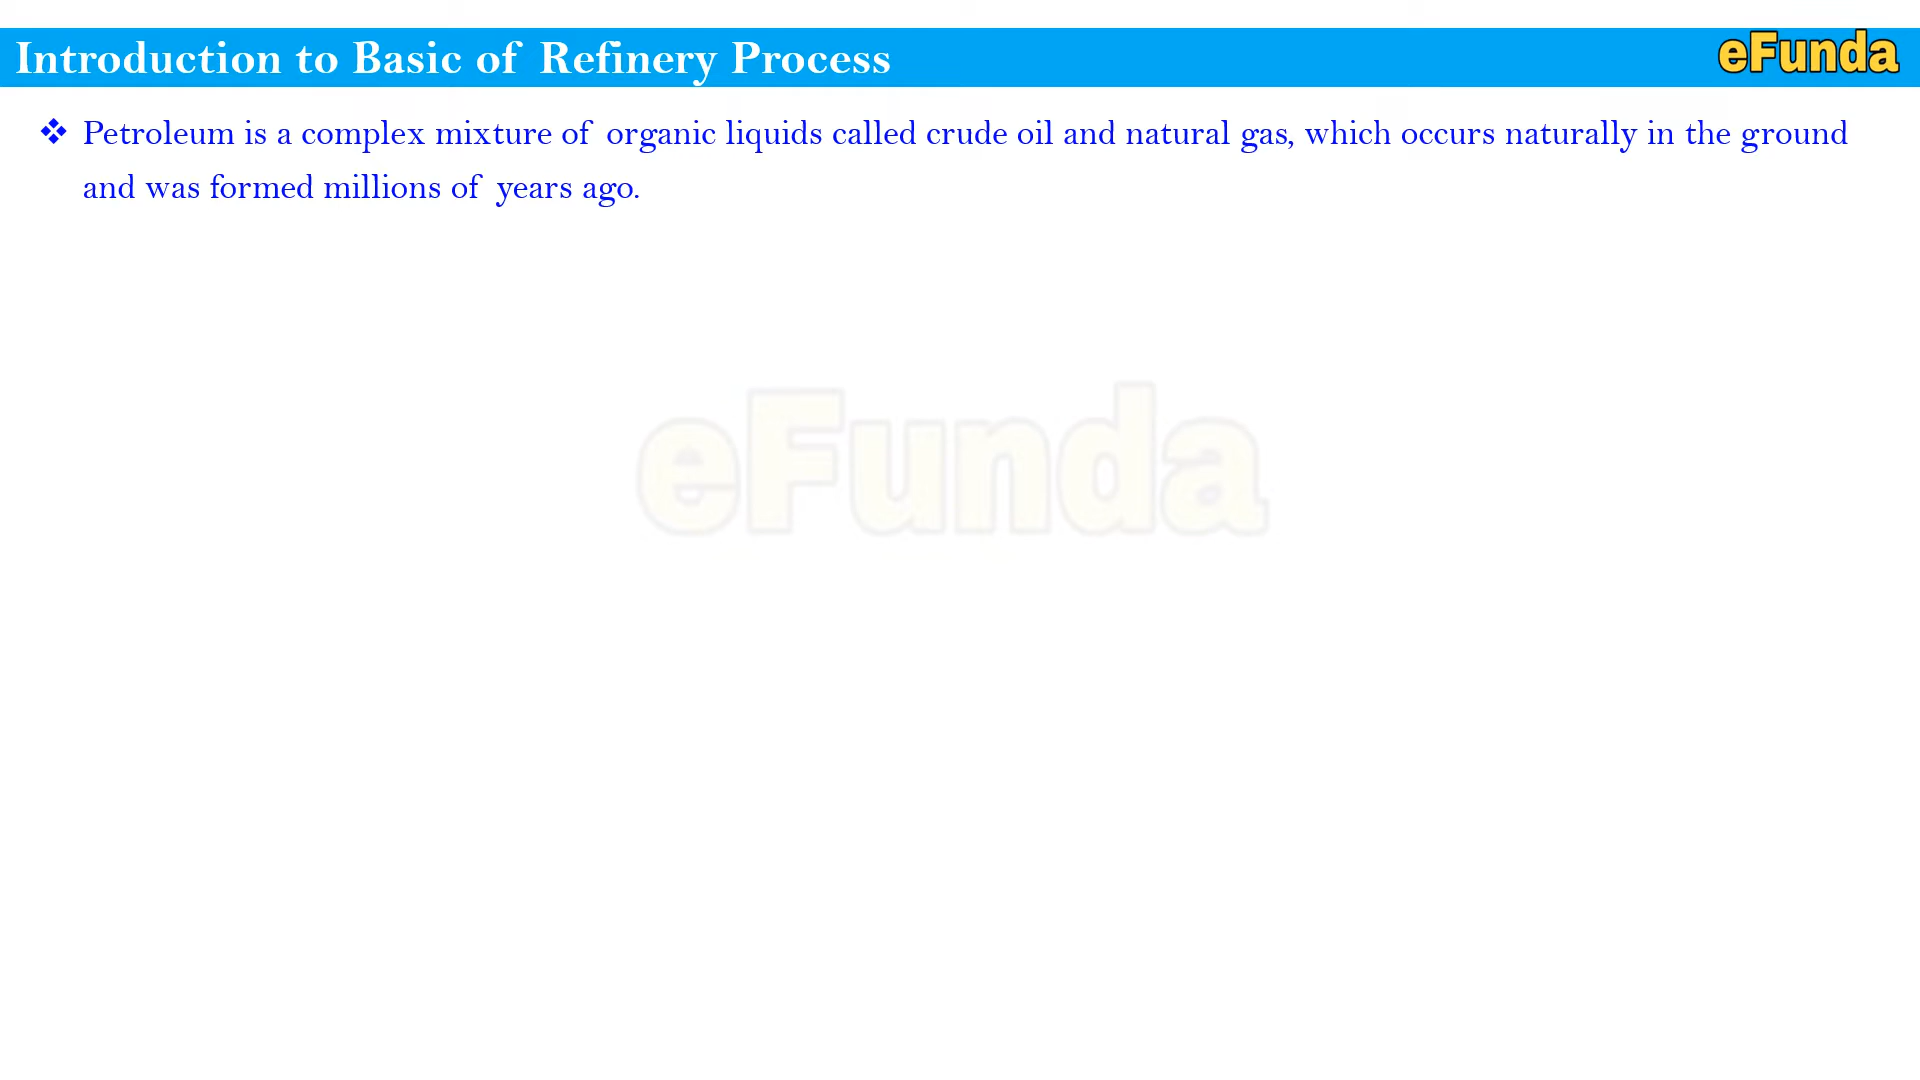 Introduction to Basic of Refinery Process
eFunda
❖ Petroleum is a complex mixture of organic liquids called crude oil and natural gas, which occurs naturally in the ground
and was formed millions of years ago.
eFunda